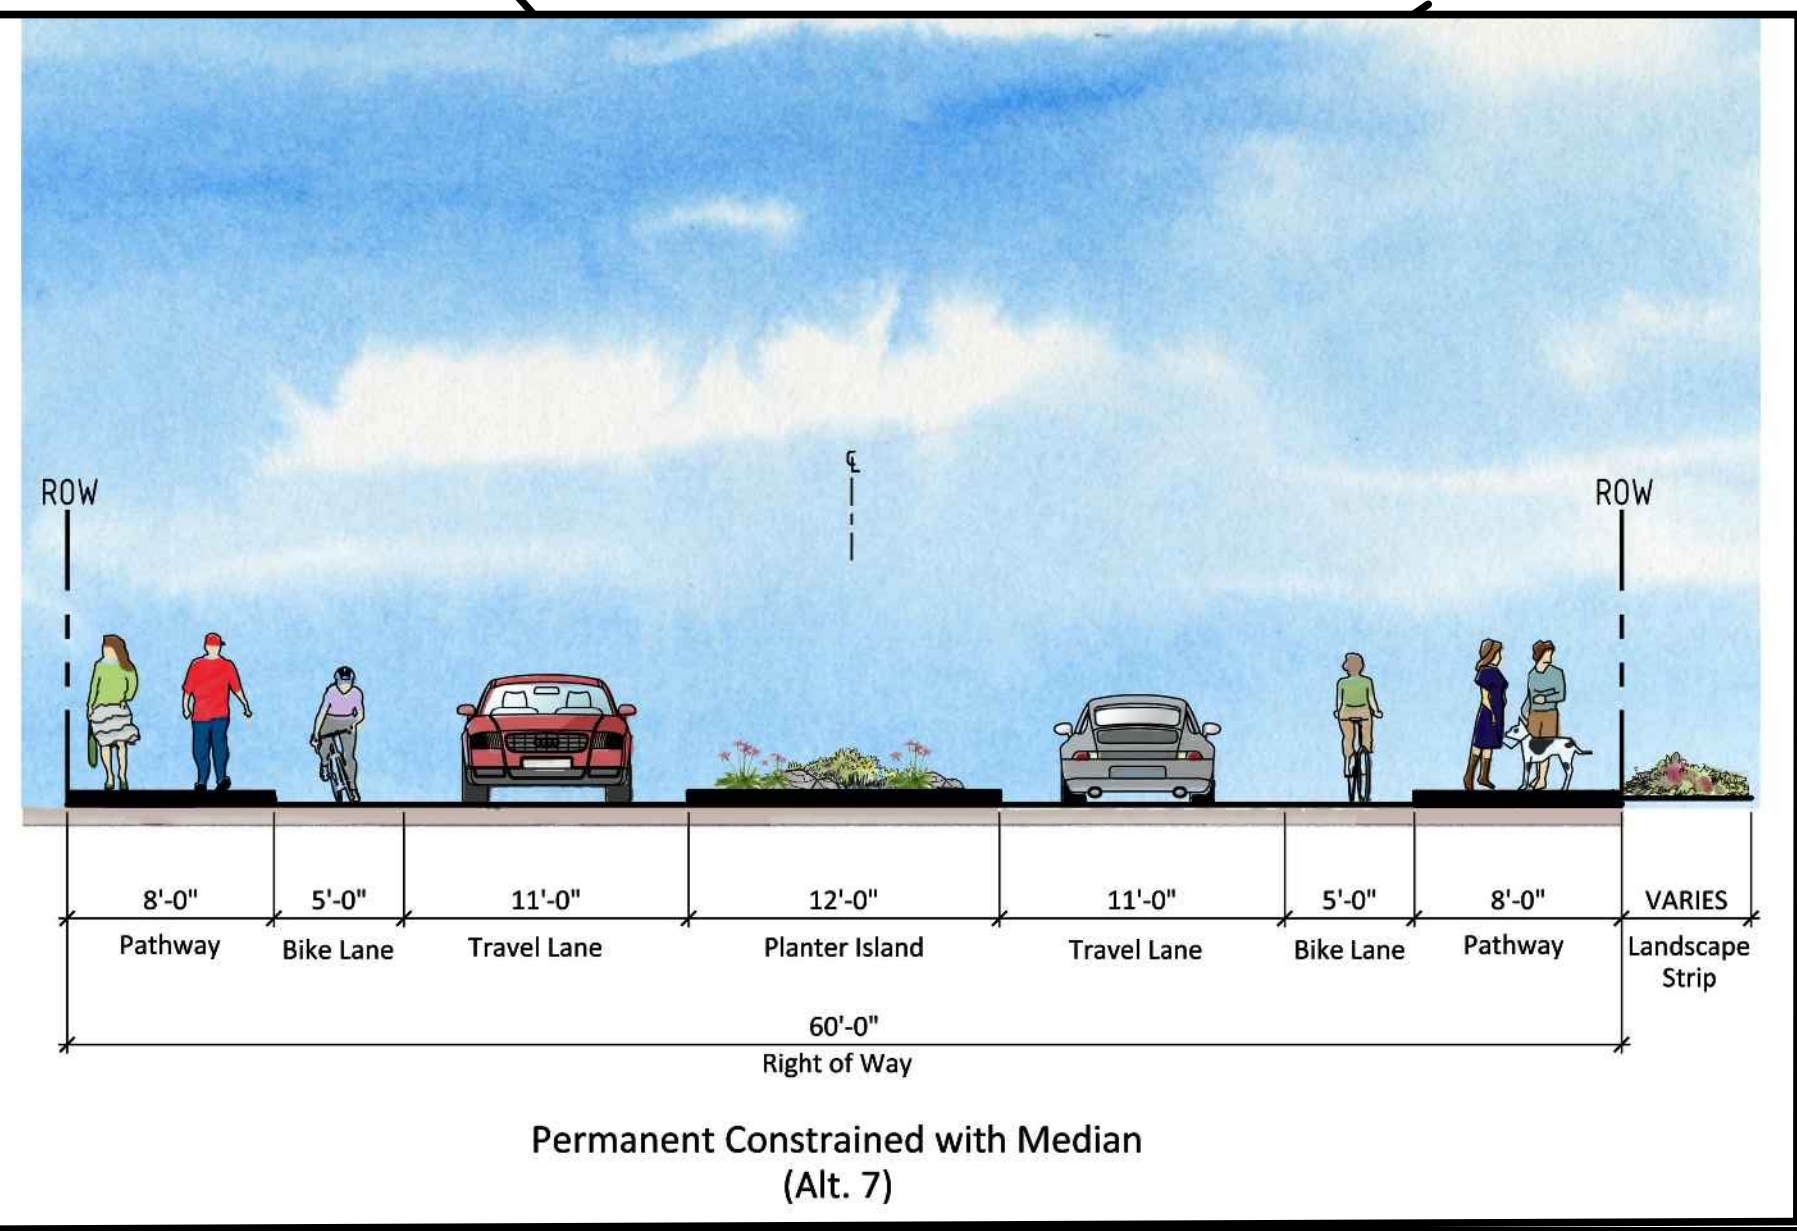 ℄
ROW
ROW
8'-0" 5'-0" 11'-0" 12'-0" 11'-0" 5'-0" 8'-0" VARIES
Pathway Bike Lane Travel Lane Planter Island Travel Lane Bike Lane Pathway Landscape
Strip
60'-0"
Right of Way
Permanent Constrained with Median
(Alt. 7)